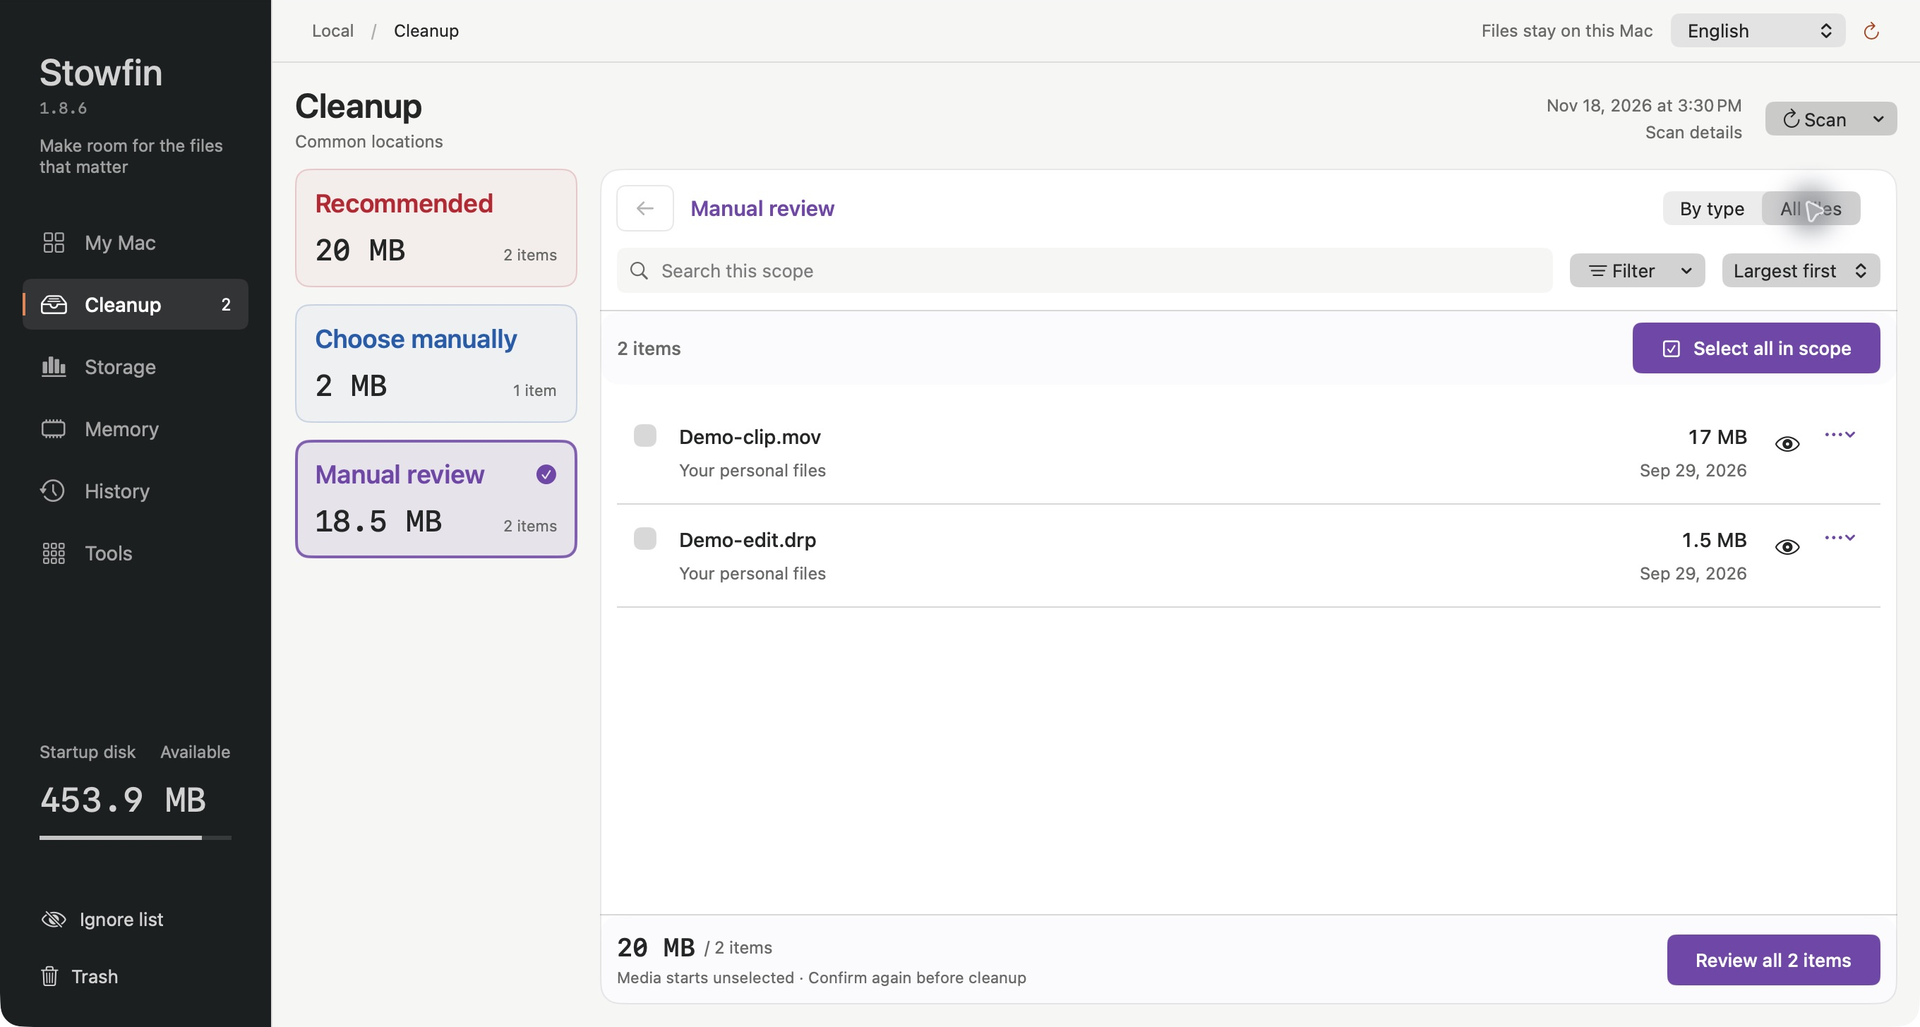 Stowfin
1.8.6
Make room for the files
that matter
My Mac
Cleanup 2
Storage
Memory
History
Tools
Startup disk Available
453.9 MB
Ignore list
Trash
Local / Cleanup
Files stay on this Mac English
Cleanup
Common locations
Nov 18, 2026 at 3:30 PM
Scan details
Scan
Recommended
20 MB 2 items
Choose manually
2 MB 1 item
Manual review
18.5 MB 2 items
Manual review
By type All files
Search this scope
Filter Largest first
2 items Select all in scope
Demo-clip.mov 17 MB
Your personal files Sep 29, 2026
Demo-edit.drp 1.5 MB
Your personal files Sep 29, 2026
20 MB / 2 items
Media starts unselected · Confirm again before cleanup
Review all 2 items